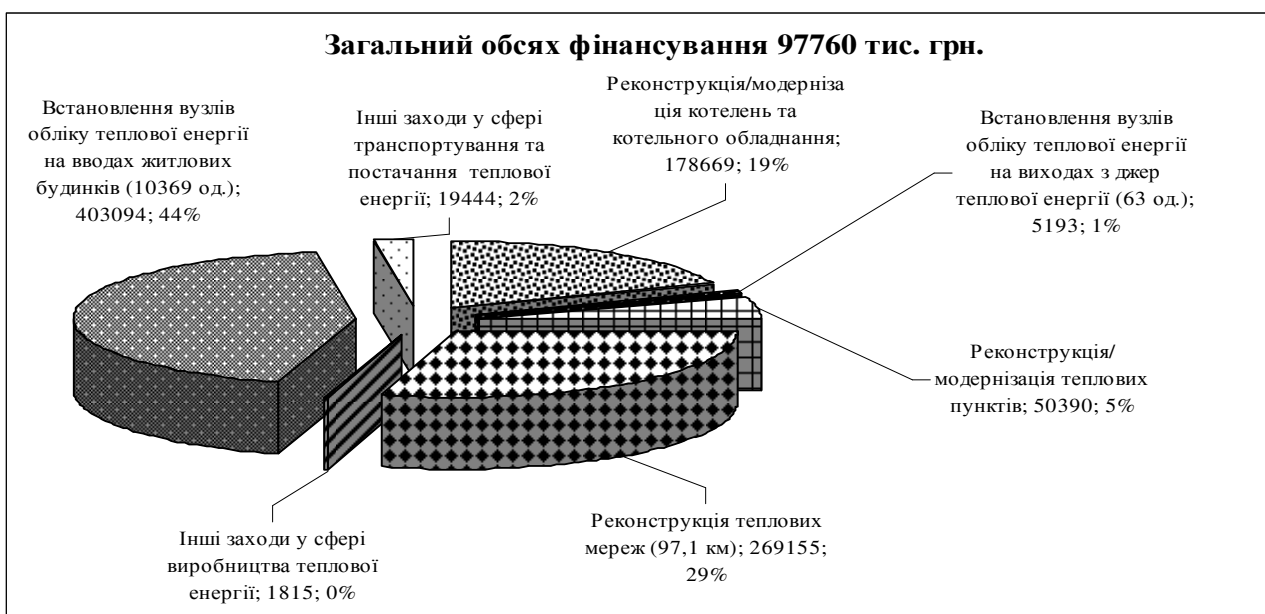 Загальний обсях фінансування 97760 тис. грн.
Встановлення вузлів
обліку теплової енергії
на вводах житлових
будинків (10369 од.);
403094; 44%
Інші заходи у сфері
транспортування та
постачання теплової
енергії; 19444; 2%
Реконструкція/модерніза
ція котелень та
котельного обладнання;
178669; 19%
Встановлення вузлів
обліку теплової енергії
на виходах з джер
теплової енергії (63 од.);
5193; 1%
Реконструкція/
модернізація теплових
пунктів; 50390; 5%
Реконструкція теплових
мереж (97,1 км); 269155;
29%
Інші заходи у сфері
виробництва теплової
енергії; 1815; 0%